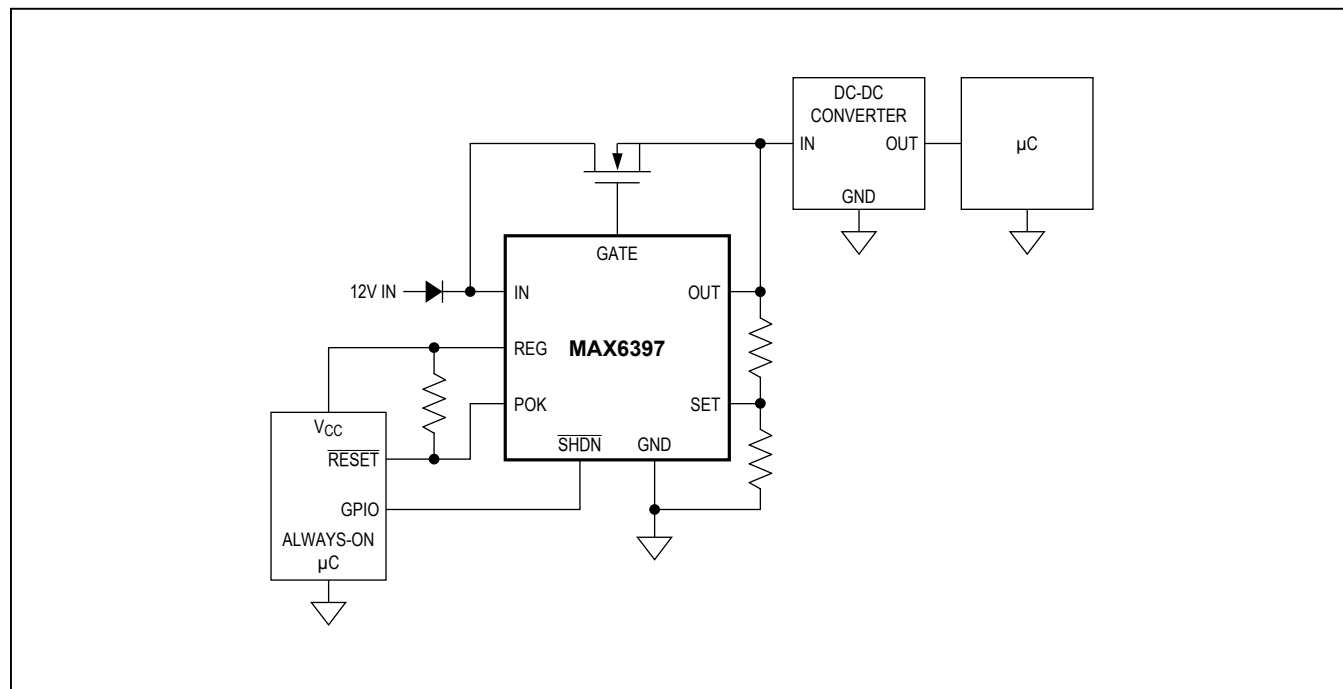 DC-DC
CONVERTER
IN
OUT
GND
µC
GATE
12V IN
IN
OUT
REG
MAX6397
POK
SET
SHDN
GND
VCC
RESET
GPIO
ALWAYS-ON
µC